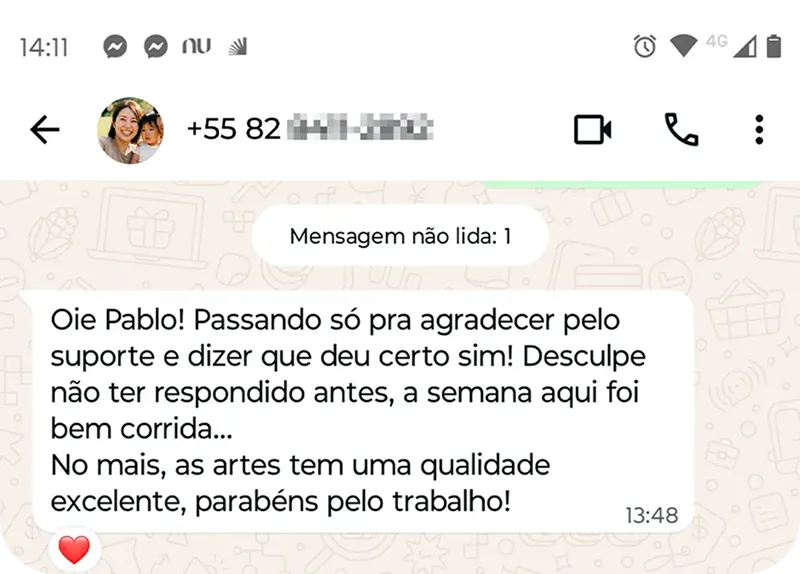 14:11
nu
4G
+55 82
Mensagem não lida: 1
Oie Pablo! Passando só pra agradecer pelo
suporte e dizer que deu certo sim! Desculpe
não ter respondido antes, a semana aqui foi
bem corrida...
No mais, as artes tem uma qualidade
excelente, parabéns pelo trabalho!
13:48